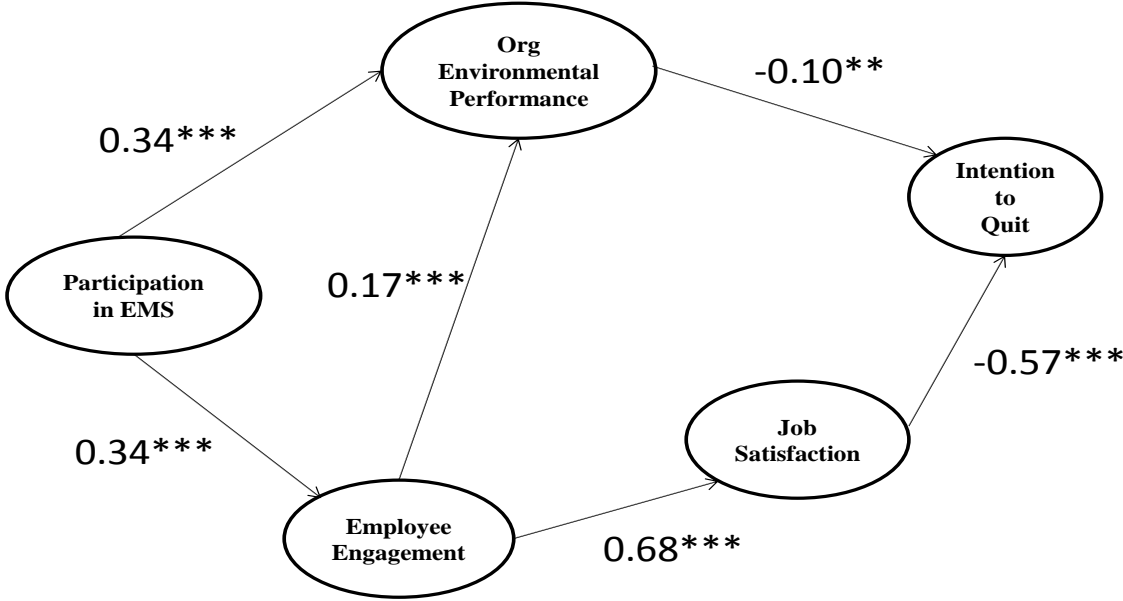 Org
Environmental
Performance
-0.10**
0.34***
Intention
to
Quit
Participation
in EMS
0.17***
-0.57***
0.34***
Job
Satisfaction
Employee
Engagement
0.68***